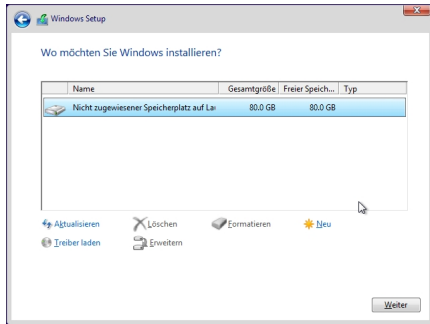 Windows Setup
Wo möchten Sie Windows installieren?
Name Gesamtgröße Freier Speich... Typ
Nicht zugewiesener Speicherplatz auf La 80.0 GB 80.0 GB
Aktualisieren Löschen Formatieren Neu
Treiber laden Erweitern
Weiter